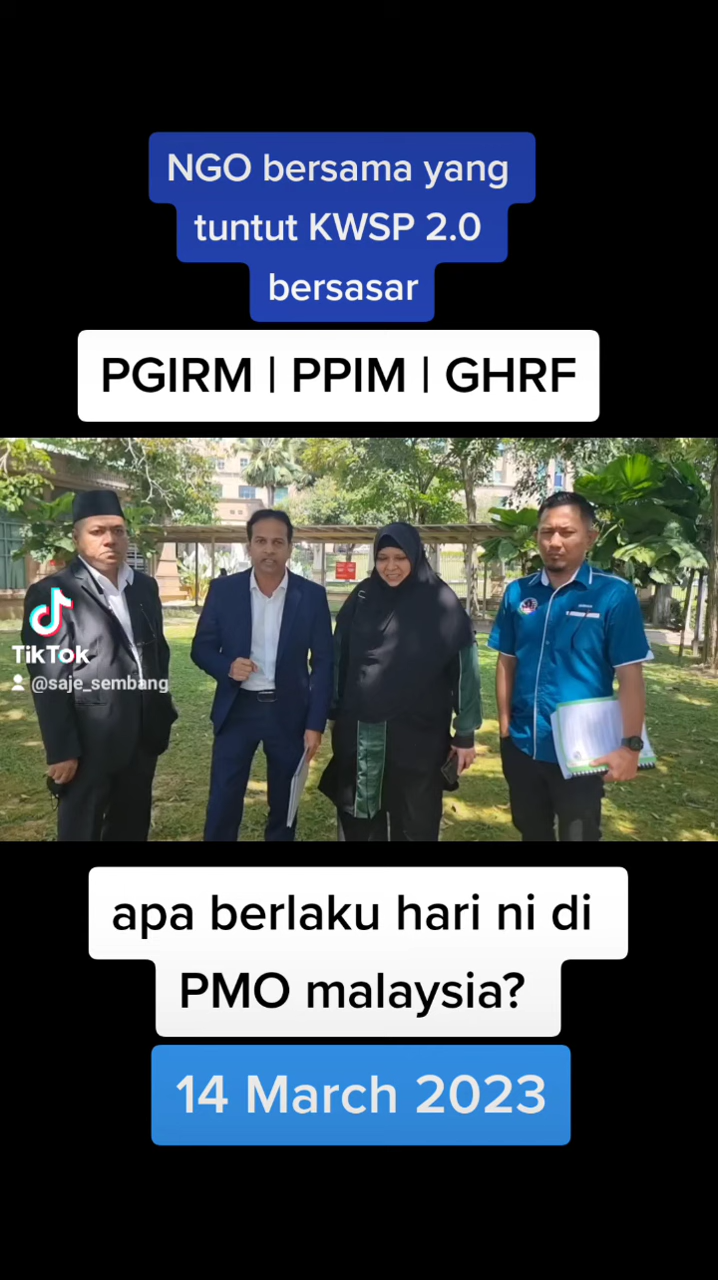 NGO bersama yang
tuntut KWSP 2.0
bersasar
PGIRM | PPIM | GHRF
TikTok
@saje_sembang
apa berlaku hari ni di
PMO malaysia?
14 March 2023